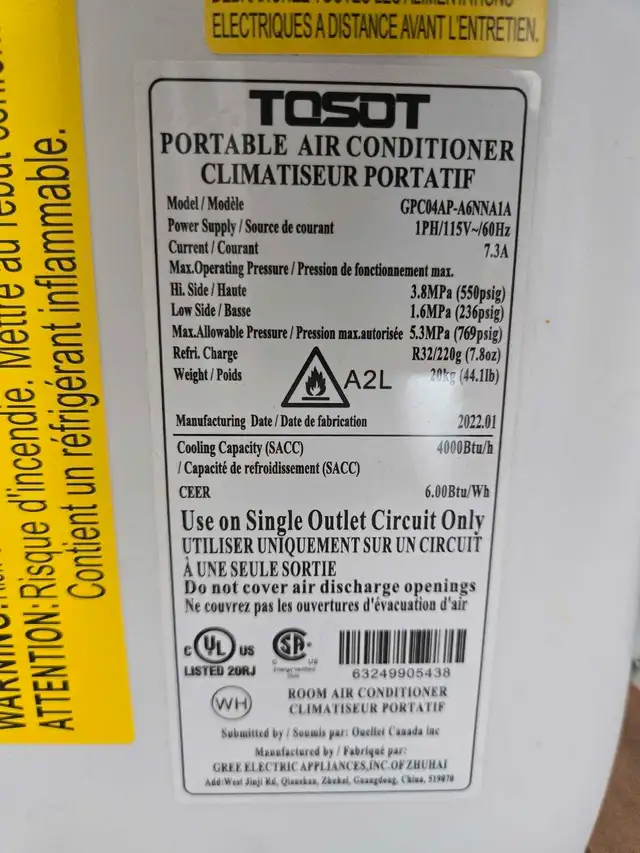 ELECTRIQUES A DISTANCE AVANT L'ENTRETIEN.
WARNING:
ATTENTION: Risque d'incendie. Mettre au rebut
Contient un réfrigérant inflammable.
TOSOT
PORTABLE AIR CONDITIONER
CLIMATISEUR PORTATIF
Model / Modèle GPC04AP-A6NNA1A
Power Supply / Source de courant 1PH/115V~/60Hz
Current / Courant 7.3A
Max.Operating Pressure / Pression de fonctionnement max.
Hi. Side / Haute 3.8MPa (550psig)
Low Side / Basse 1.6MPa (236psig)
Max.Allowable Pressure / Pression max.autorisée 5.3MPa (769psig)
Refri. Charge R32/220g (7.8oz)
Weight / Poids 20kg (44.1lb)
A2L
Manufacturing Date / Date de fabrication 2022.01
Cooling Capacity (SACC) 4000Btu/h
/ Capacité de refroidissement (SACC)
CEER 6.00Btu/Wh
Use on Single Outlet Circuit Only
UTILISER UNIQUEMENT SUR UN CIRCUIT
À UNE SEULE SORTIE
Do not cover air discharge openings
Ne couvrez pas les ouvertures d'évacuation d'air
C UL US
LISTED 20RJ
SA
C US
Energy Verified
Only
63249905438
WH
ROOM AIR CONDITIONER
CLIMATISEUR PORTATIF
Submitted by / Soumis par: Ouellet Canada inc
Manufactured by / Fabriqué par:
GREE ELECTRIC APPLIANCES,INC.OF ZHUHAI
Add:West Jinji Rd, Qianshan, Zhuhai, Guangdong, China, 519070